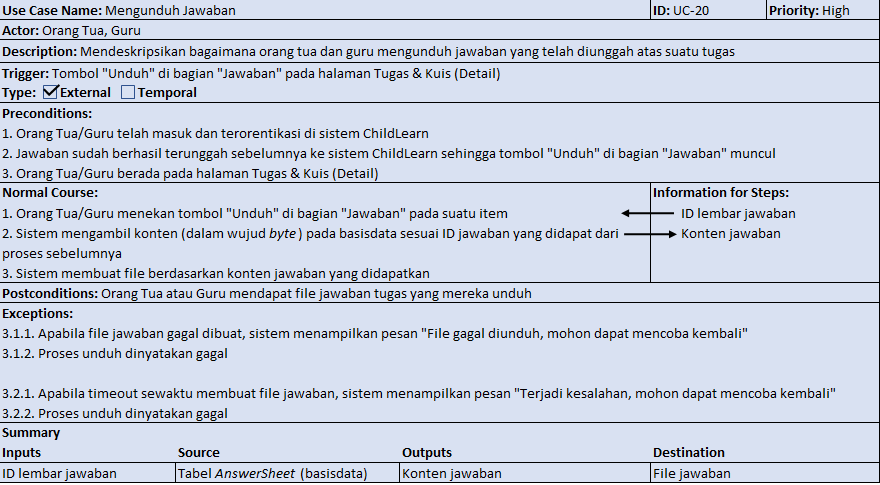 Use Case Name: Mengunduh Jawaban ID: UC-20 Priority: High
Actor: Orang Tua, Guru
Description: Mendeskripsikan bagaimana orang tua dan guru mengunduh jawaban yang telah diunggah atas suatu tugas
Trigger: Tombol "Unduh" di bagian "Jawaban" pada halaman Tugas & Kuis (Detail)
Type: External Temporal
Preconditions:
1. Orang Tua/Guru telah masuk dan terorentikasi di sistem ChildLearn
2. Jawaban sudah berhasil terunggah sebelumnya ke sistem ChildLearn sehingga tombol "Unduh" di bagian "Jawaban" muncul
3. Orang Tua/Guru berada pada halaman Tugas & Kuis (Detail)
Normal Course: Information for Steps:
1. Orang Tua/Guru menekan tombol "Unduh" di bagian "Jawaban" pada suatu item ID lembar jawaban
2. Sistem mengambil konten (dalam wujud byte) pada basisdata sesuai ID jawaban yang didapat dari Konten jawaban
proses sebelumnya
3. Sistem membuat file berdasarkan konten jawaban yang didapatkan
Postconditions: Orang Tua atau Guru mendapat file jawaban tugas yang mereka unduh
Exceptions:
3.1.1. Apabila file jawaban gagal dibuat, sistem menampilkan pesan "File gagal diunduh, mohon dapat mencoba kembali"
3.1.2. Proses unduh dinyatakan gagal
3.2.1. Apabila timeout sewaktu membuat file jawaban, sistem menampilkan pesan "Terjadi kesalahan, mohon dapat mencoba kembali"
3.2.2. Proses unduh dinyatakan gagal
Summary
Inputs Source Outputs Destination
ID lembar jawaban Tabel AnswerSheet (basisdata) Konten jawaban File jawaban